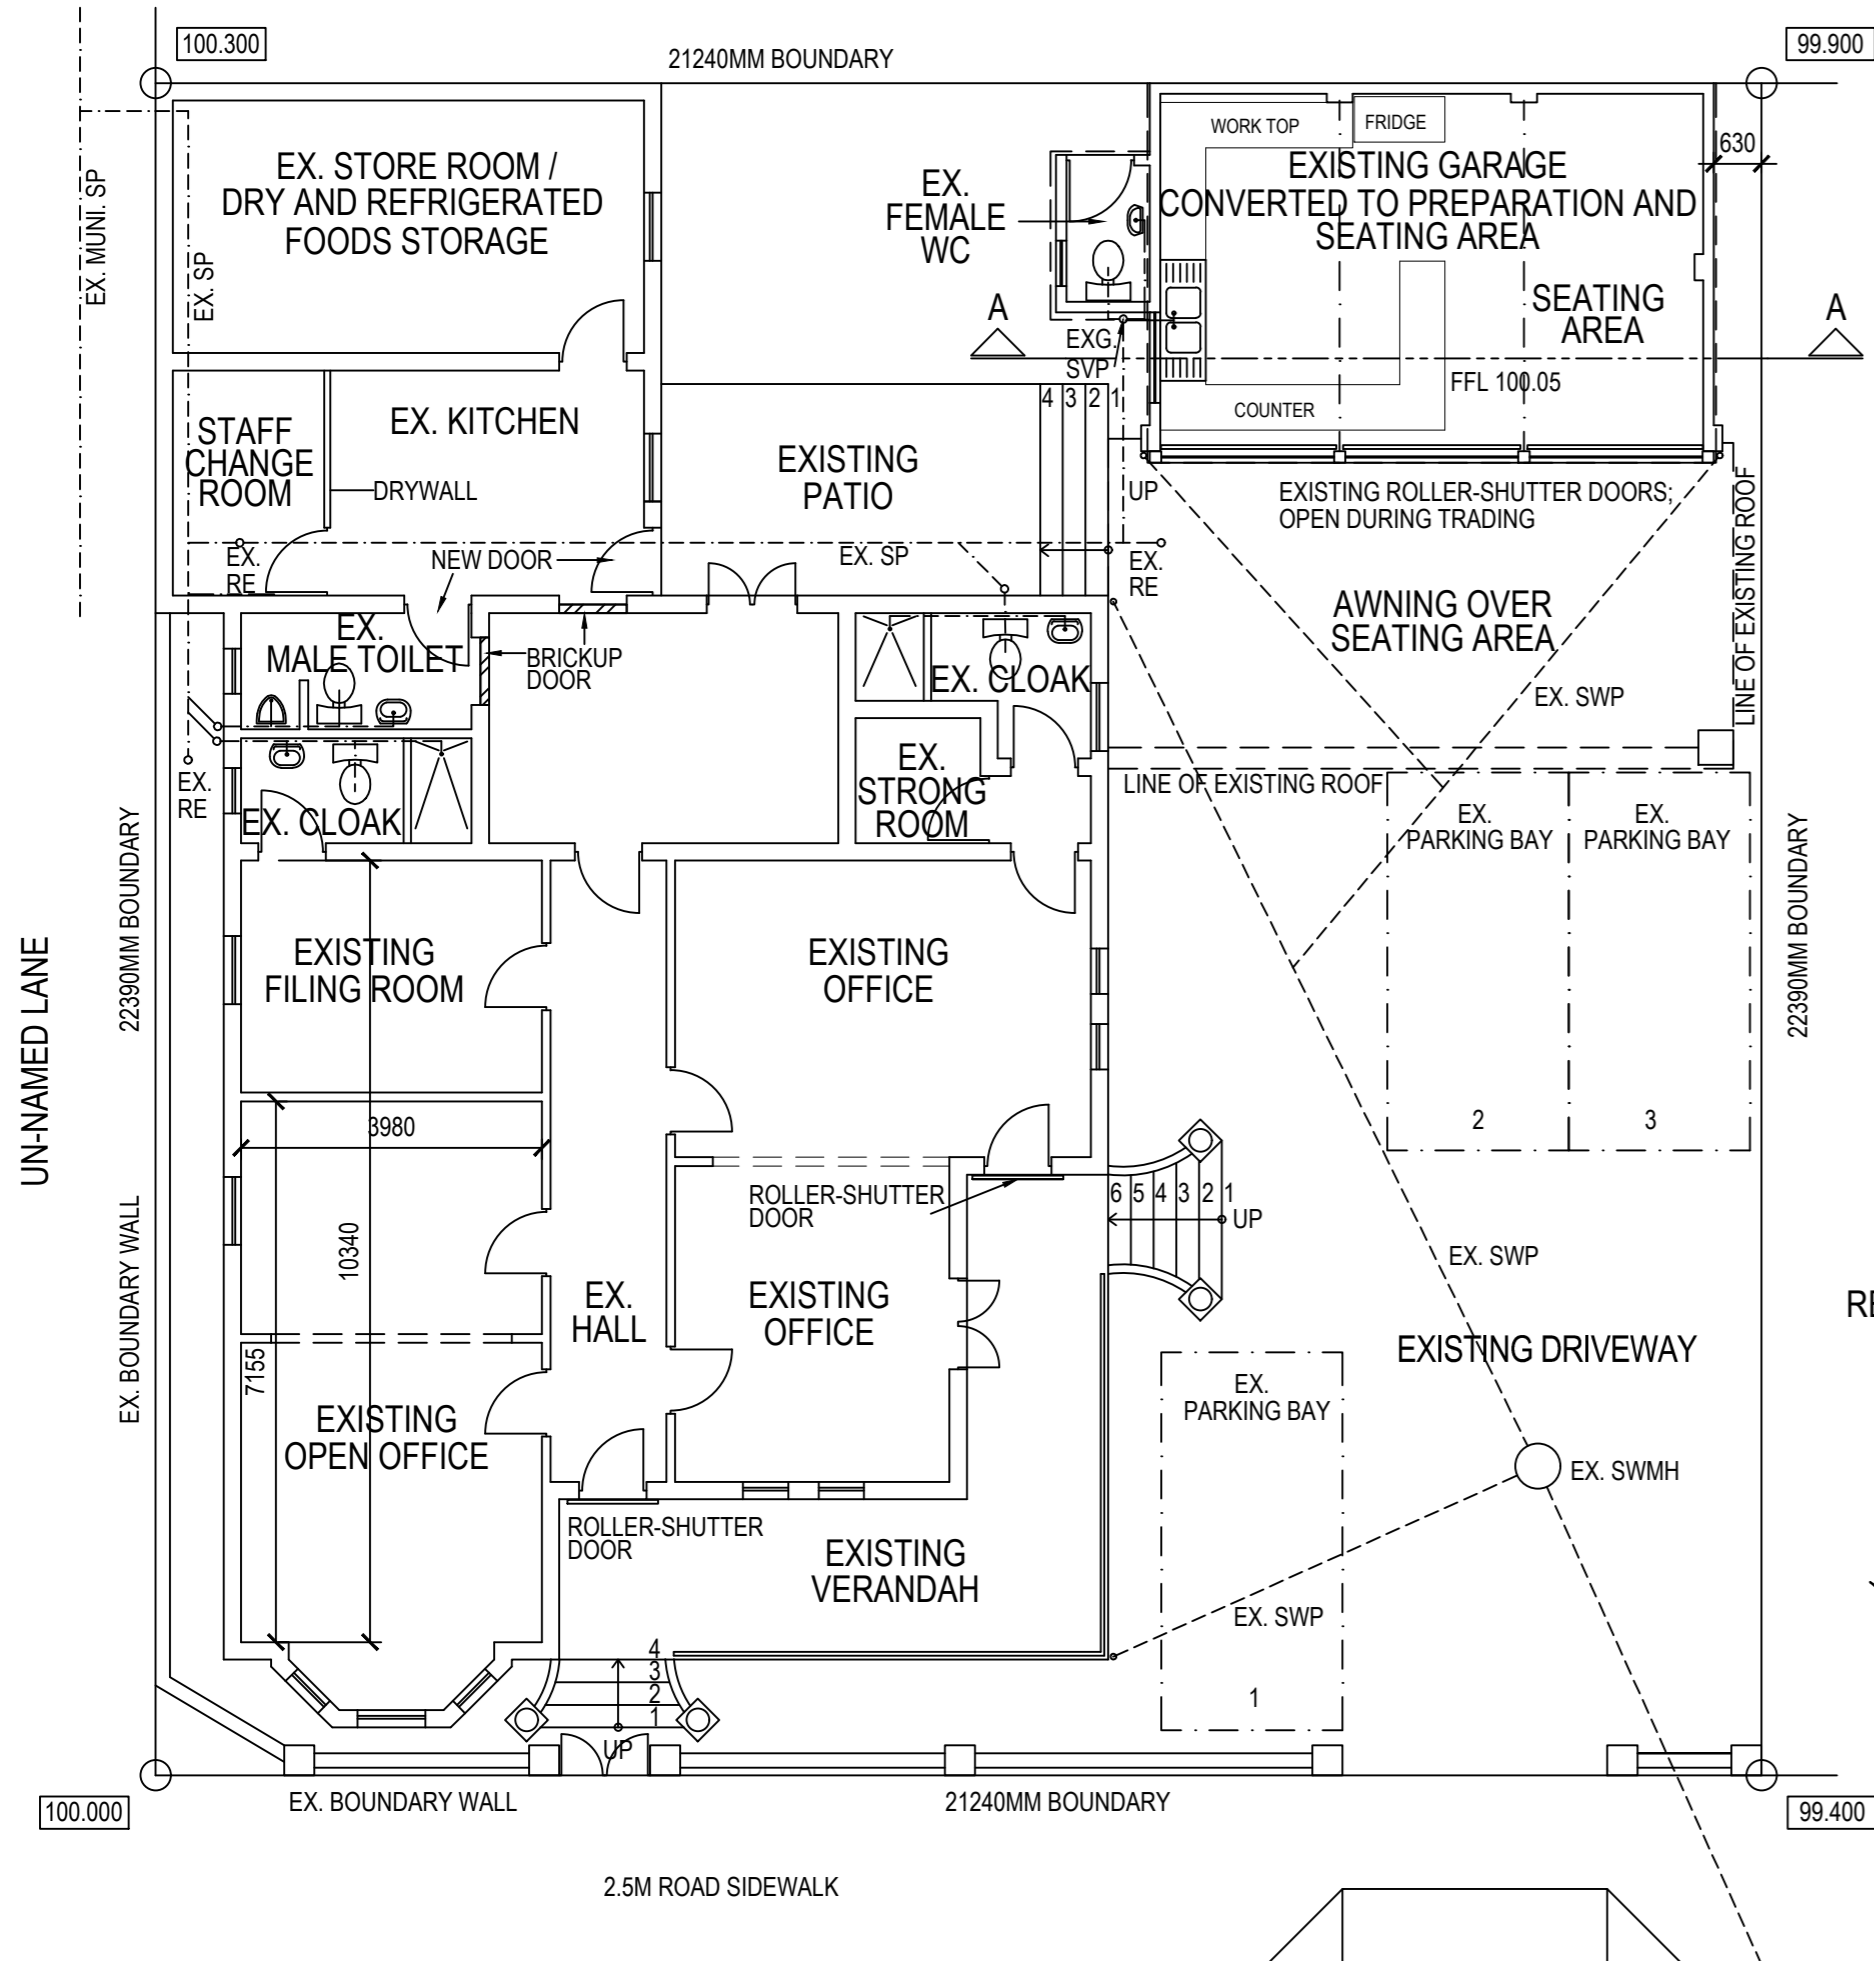 100.300
21240MM BOUNDARY
99.900
WORK TOP
FRIDGE
630
EX. STORE ROOM /
DRY AND REFRIGERATED
FOODS STORAGE
EX.
FEMALE
WC
EXISTING GARAGE
CONVERTED TO PREPARATION AND
SEATING AREA
EX. MUNI. SP
EX. SP
SEATING
AREA
A
A
EXG.
SVP
FFL 100.05
4 3 2 1
COUNTER
STAFF
CHANGE
ROOM
EX. KITCHEN
DRYWALL
EXISTING
PATIO
UP
EXISTING ROLLER-SHUTTER DOORS;
OPEN DURING TRADING
LINE OF EXISTING ROOF
EX.
RE
NEW DOOR
EX. SP
EX.
RE
AWNING OVER
SEATING AREA
EX.
MALE TOILET
BRICKUP
DOOR
EX. CLOAK
EX. SWP
EX.
RE
EX. CLOAK
EX.
STRONG
ROOM
LINE OF EXISTING ROOF
EX.
PARKING BAY
EX.
PARKING BAY
22390MM BOUNDARY
22390MM BOUNDARY
UN-NAMED LANE
EXISTING
FILING ROOM
EXISTING
OFFICE
2
3
3980
ROLLER-SHUTTER
DOOR
6 5 4 3 2 1
UP
EX. BOUNDARY WALL
10340
7155
EX. SWP
EX.
HALL
EXISTING
OFFICE
RE
EXISTING DRIVEWAY
EX.
PARKING BAY
EXISTING
OPEN OFFICE
EX. SWMH
ROLLER-SHUTTER
DOOR
EXISTING
VERANDAH
EX. SWP
4
3
2
1
UP
1
100.000
EX. BOUNDARY WALL
21240MM BOUNDARY
99.400
2.5M ROAD SIDEWALK